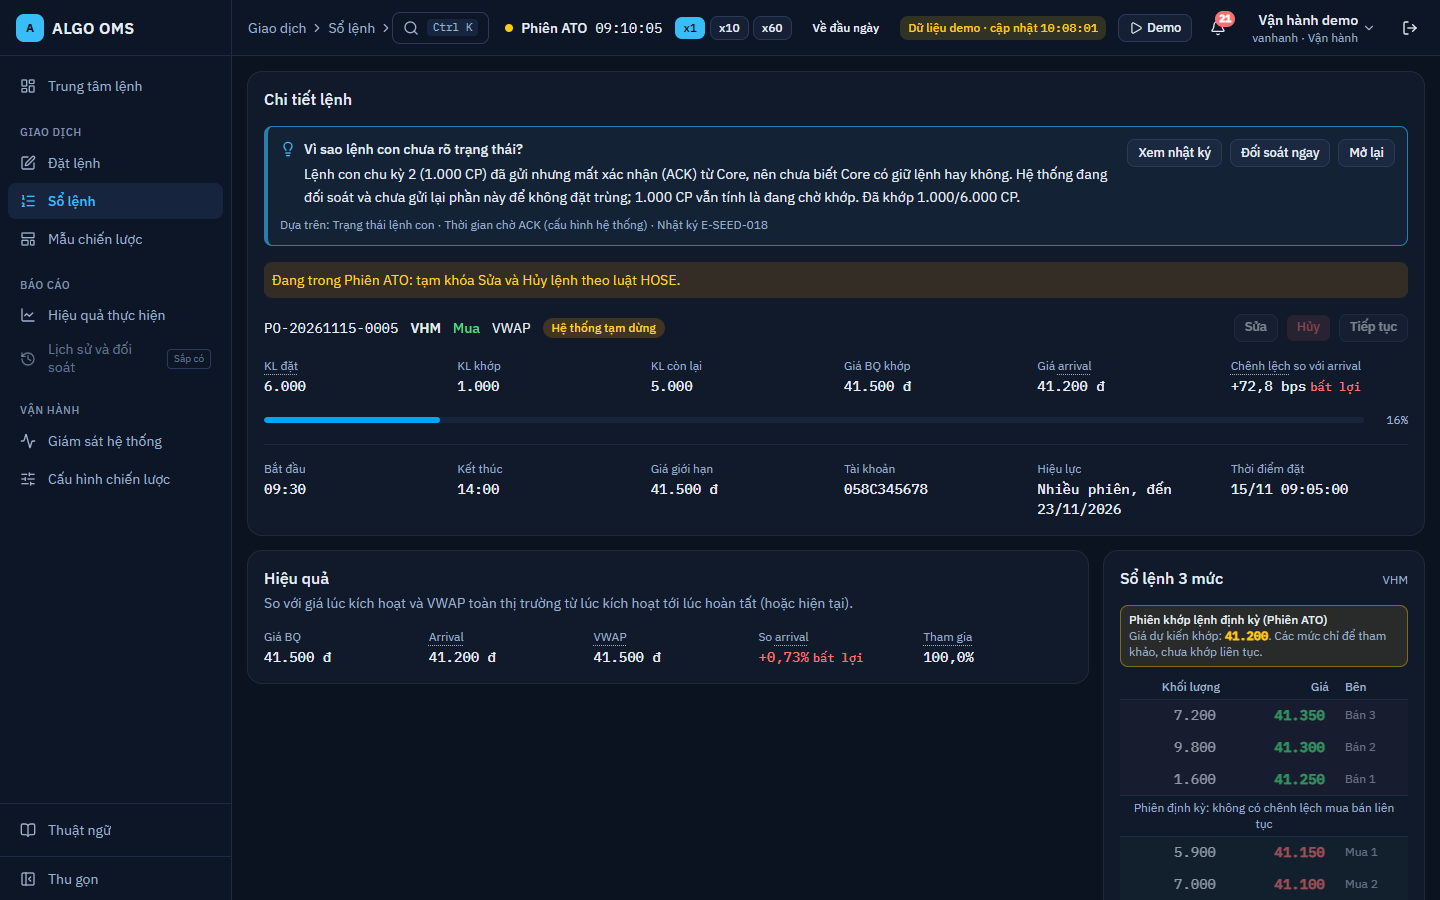 A ALGO OMS
Giao dịch > Sổ lệnh >
Ctrl K
Phiên ATO 09:10:05
x1 x10 x60
Về đầu ngày
Dữ liệu demo · cập nhật 10:08:01
Demo
21
Vận hành demo
vanhanh · Vận hành
Trung tâm lệnh
GIAO DỊCH
Đặt lệnh
Sổ lệnh
Mẫu chiến lược
BÁO CÁO
Hiệu quả thực hiện
Lịch sử và đối
soát
Sắp có
VẬN HÀNH
Giám sát hệ thống
Cấu hình chiến lược
Thuật ngữ
Thu gọn
Chi tiết lệnh
Vì sao lệnh con chưa rõ trạng thái?
Lệnh con chu kỳ 2 (1.000 CP) đã gửi nhưng mất xác nhận (ACK) từ Core, nên chưa biết Core có giữ lệnh hay không. Hệ thống đang
đối soát và chưa gửi lại phần này để không đặt trùng; 1.000 CP vẫn tính là đang chờ khớp. Đã khớp 1.000/6.000 CP.
Dựa trên: Trạng thái lệnh con · Thời gian chờ ACK (cấu hình hệ thống) · Nhật ký E-SEED-018
Xem nhật ký
Đối soát ngay
Mở lại
Đang trong Phiên ATO: tạm khóa Sửa và Hủy lệnh theo luật HOSE.
PO-20261115-0005 VHM Mua VWAP Hệ thống tạm dừng
Sửa
Hủy
Tiếp tục
KL đặt
6.000
KL khớp
1.000
KL còn lại
5.000
Giá BQ khớp
41.500 đ
Giá arrival
41.200 đ
Chênh lệch so với arrival
+72,8 bps bất lợi
16%
Bắt đầu
09:30
Kết thúc
14:00
Giá giới hạn
41.500 đ
Tài khoản
058C345678
Hiệu lực
Nhiều phiên, đến
23/11/2026
Thời điểm đặt
15/11 09:05:00
Hiệu quả
So với giá lúc kích hoạt và VWAP toàn thị trường từ lúc kích hoạt tới lúc hoàn tất (hoặc hiện tại).
Giá BQ
41.500 đ
Arrival
41.200 đ
VWAP
41.500 đ
So arrival
+0,73% bất lợi
Tham gia
100,0%
Sổ lệnh 3 mức
VHM
Phiên khớp lệnh định kỳ (Phiên ATO)
Giá dự kiến khớp: 41.200. Các mức chỉ để tham
khảo, chưa khớp liên tục.
Khối lượng Giá Bên
7.200 41.350 Bán 3
9.800 41.300 Bán 2
1.600 41.250 Bán 1
Phiên định kỳ: không có chênh lệch mua bán liên
tục
5.900 41.150 Mua 1
7.000 41.100 Mua 2